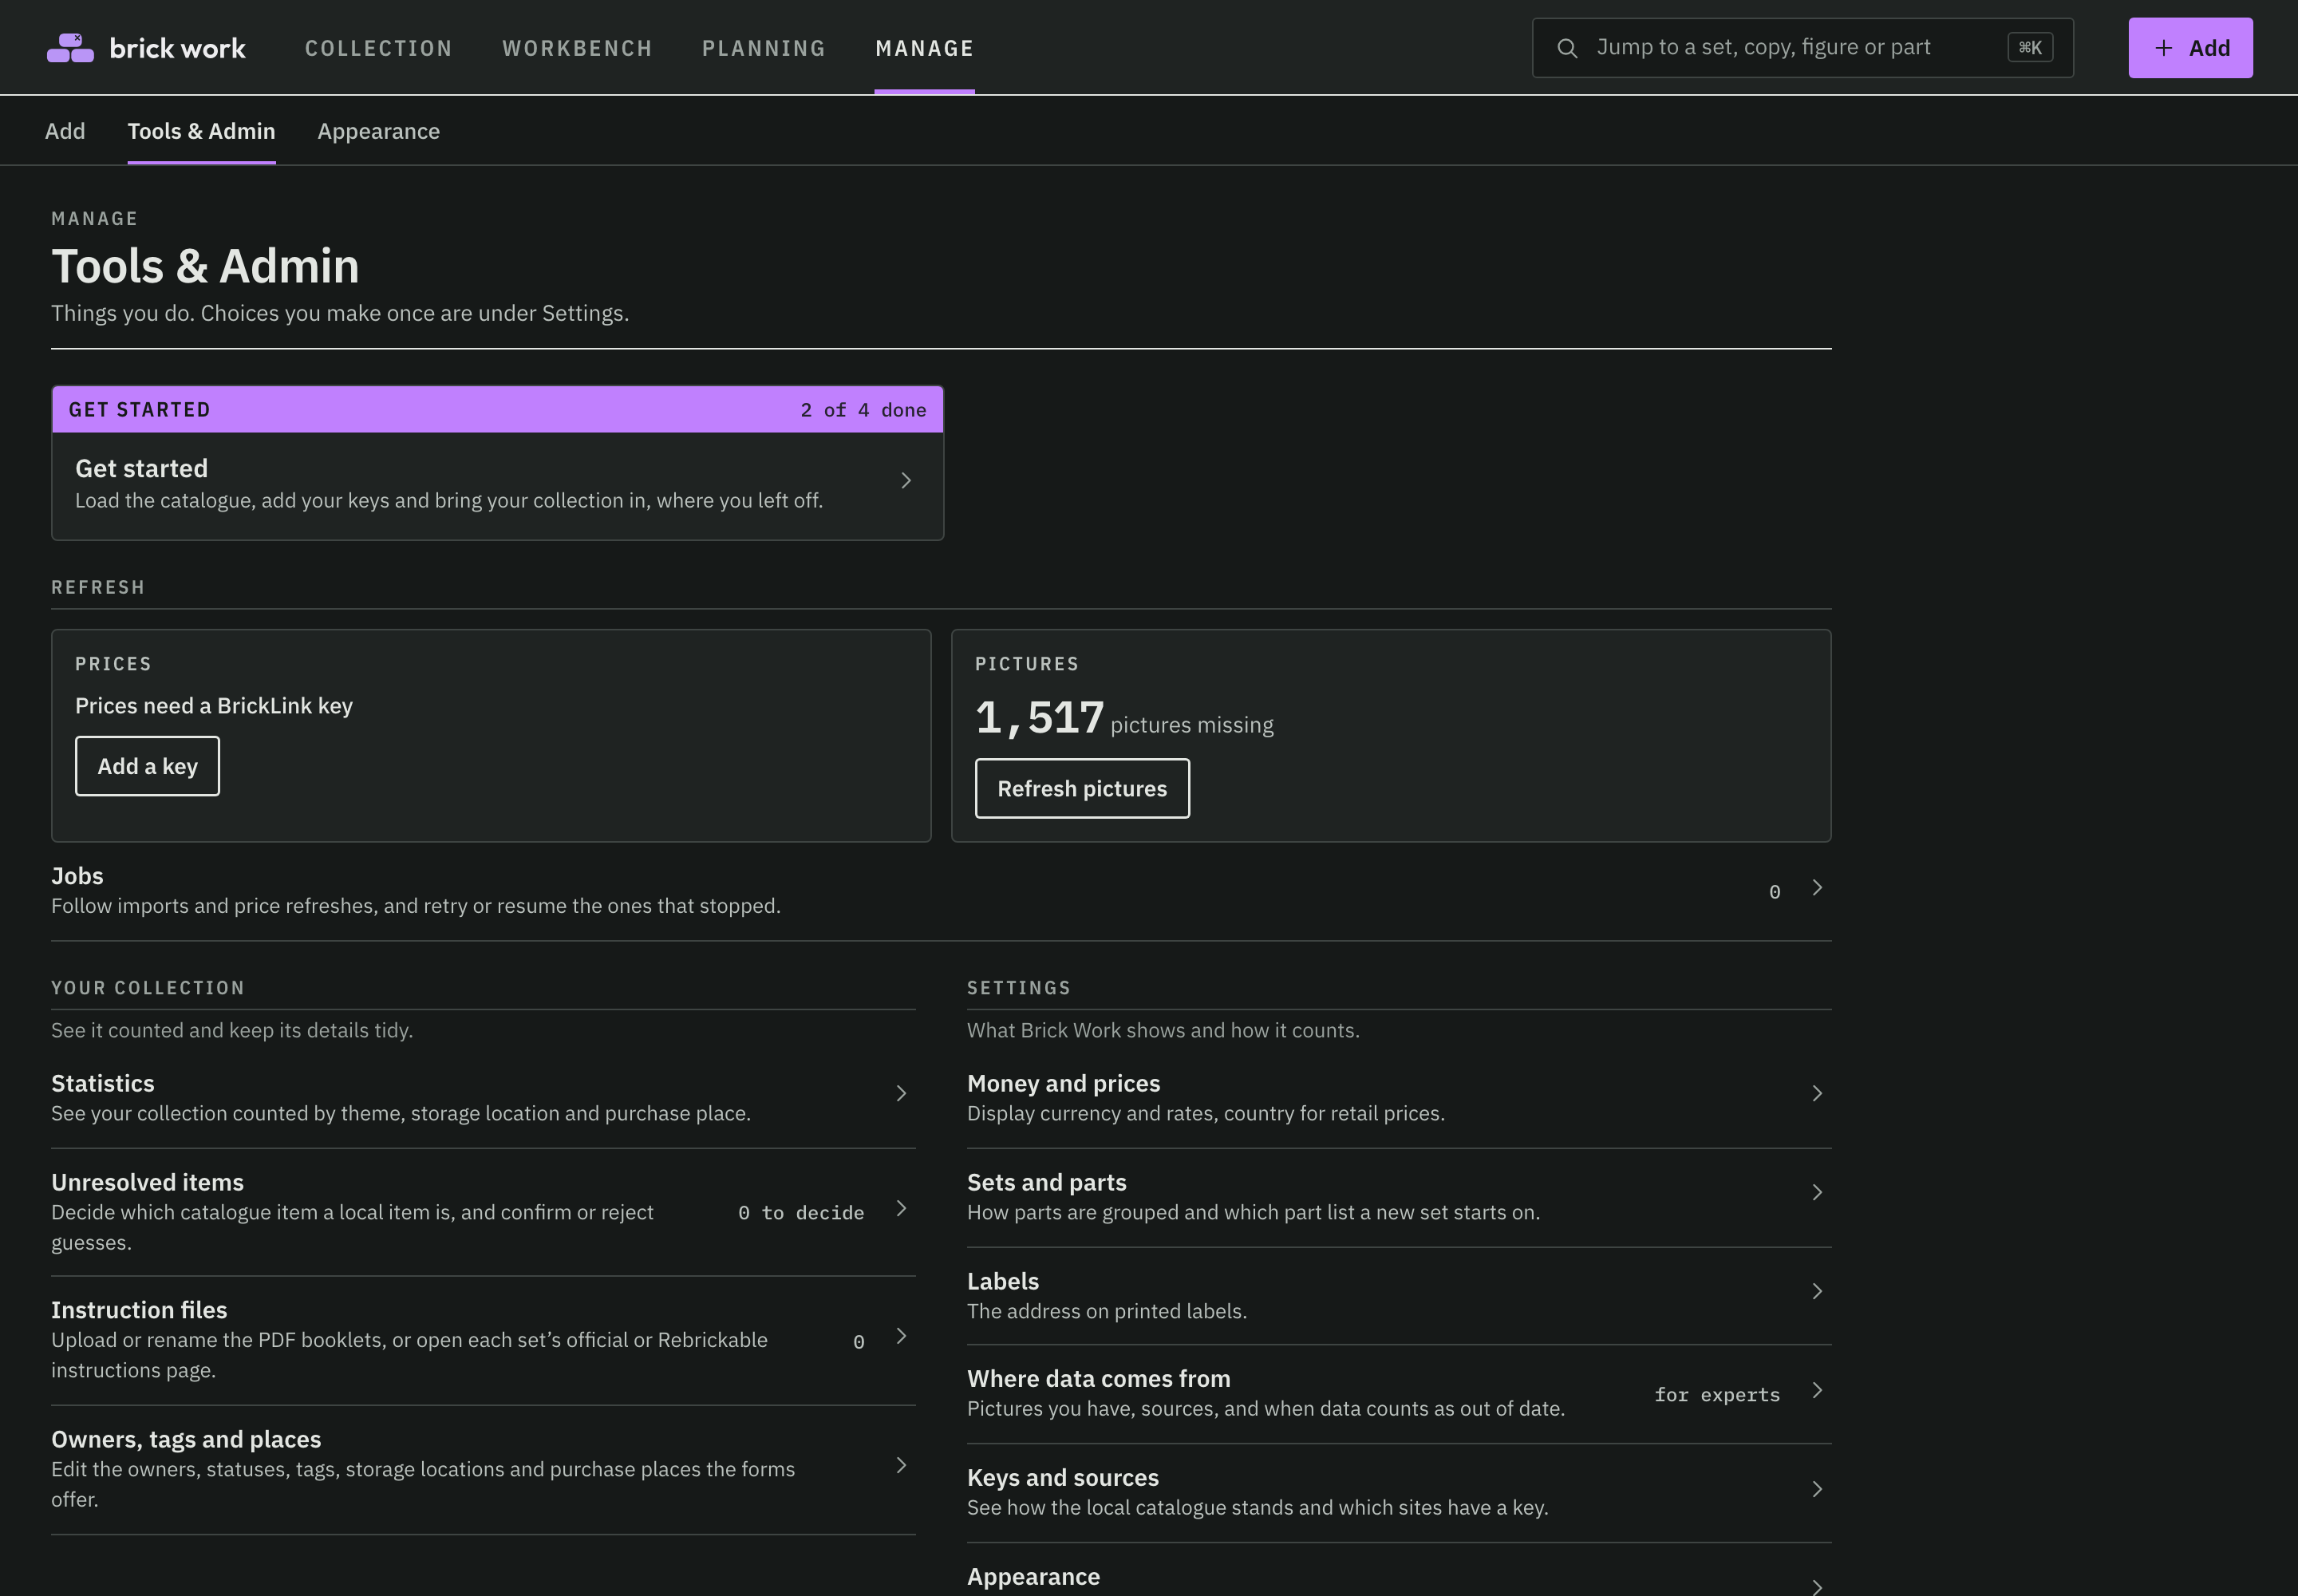 brick work
COLLECTION
WORKBENCH
PLANNING
MANAGE
Jump to a set, copy, figure or part
⌘K
+ Add
Add
Tools & Admin
Appearance
MANAGE
Tools & Admin
Things you do. Choices you make once are under Settings.
GET STARTED
2 of 4 done
Get started
Load the catalogue, add your keys and bring your collection in, where you left off.
REFRESH
PRICES
Prices need a BrickLink key
Add a key
PICTURES
1,517 pictures missing
Refresh pictures
Jobs
Follow imports and price refreshes, and retry or resume the ones that stopped.
0
YOUR COLLECTION
See it counted and keep its details tidy.
Statistics
See your collection counted by theme, storage location and purchase place.
Unresolved items
Decide which catalogue item a local item is, and confirm or reject
guesses.
0 to decide
Instruction files
Upload or rename the PDF booklets, or open each set’s official or Rebrickable
instructions page.
0
Owners, tags and places
Edit the owners, statuses, tags, storage locations and purchase places the forms
offer.
SETTINGS
What Brick Work shows and how it counts.
Money and prices
Display currency and rates, country for retail prices.
Sets and parts
How parts are grouped and which part list a new set starts on.
Labels
The address on printed labels.
Where data comes from
Pictures you have, sources, and when data counts as out of date.
for experts
Keys and sources
See how the local catalogue stands and which sites have a key.
Appearance